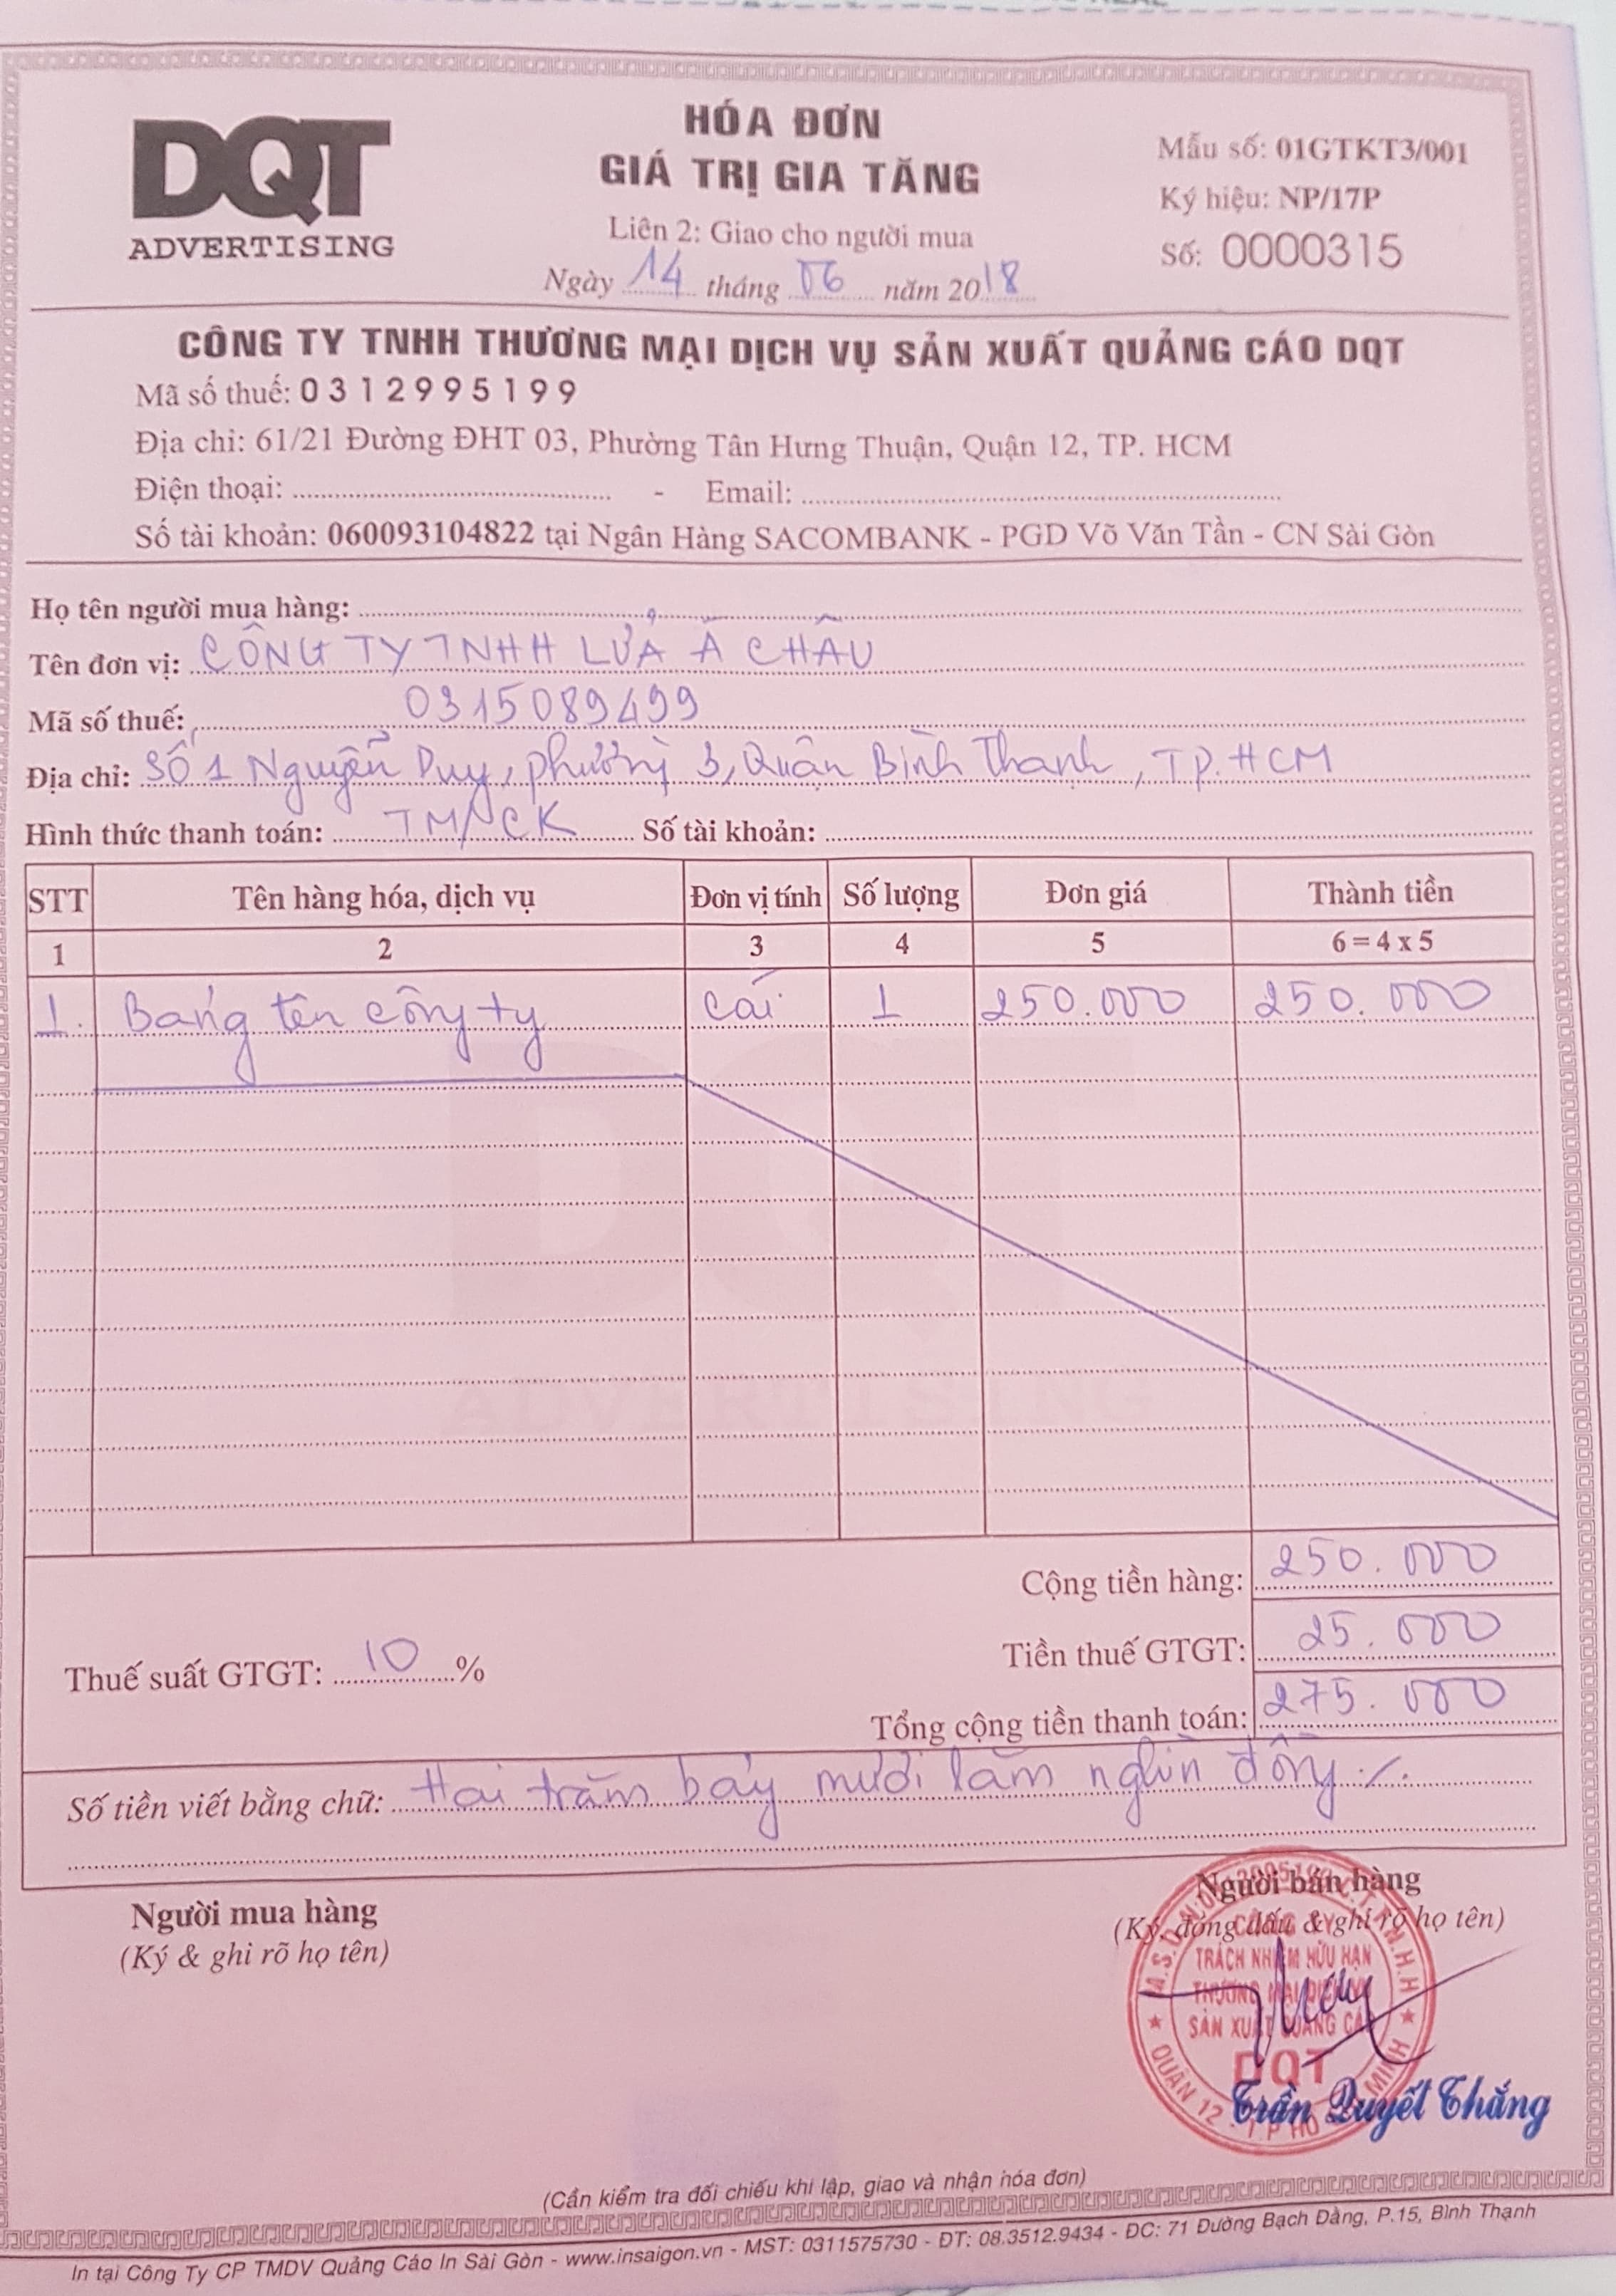 DQT
ADVERTISING
HÓA ĐƠN
GIÁ TRỊ GIA TĂNG
Liên 2: Giao cho người mua
Ngày 14 tháng 06 năm 2018
Mẫu số: 01GTKT3/001
Ký hiệu: NP/17P
Số: 0000315
CÔNG TY TNHH THƯƠNG MẠI DỊCH VỤ SẢN XUẤT QUẢNG CÁO DQT
Mã số thuế: 0312995199
Địa chỉ: 61/21 Đường ĐHT 03, Phường Tân Hưng Thuận, Quận 12, TP. HCM
Điện thoại: - Email:
Số tài khoản: 060093104822 tại Ngân Hàng SACOMBANK - PGD Võ Văn Tần - CN Sài Gòn
Họ tên người mua hàng:
Tên đơn vị: CÔNG TY TNHH LỬA Á CHÂU
Mã số thuế: 0315089499
Địa chỉ: Số 1 Nguyễn Duy, phường 3, Quận Bình Thạnh, TP.HCM
Hình thức thanh toán: TM/CK Số tài khoản:
STT Tên hàng hóa, dịch vụ Đơn vị tính Số lượng Đơn giá Thành tiền
1 2 3 4 5 6 = 4 x 5
1. Bảng tên công ty cái 1 250.000 250.000
Cộng tiền hàng: 250.000
Thuế suất GTGT: 10 % Tiền thuế GTGT: 25.000
Tổng cộng tiền thanh toán: 275.000
Số tiền viết bằng chữ: Hai trăm bảy mươi lăm nghìn đồng ./.
Người mua hàng
(Ký & ghi rõ họ tên)
Người bán hàng
(Ký, đóng dấu & ghi rõ họ tên)
TRÁCH NHIỆM HỮU HẠN
THƯƠNG MẠI DỊCH VỤ
SẢN XUẤT QUẢNG CÁO
DQT
QUẬN 12 - T.P HỒ CHÍ MINH
Trần Quyết Thắng
(Cần kiểm tra đối chiếu khi lập, giao và nhận hóa đơn)
In tại Công Ty CP TMDV Quảng Cáo In Sài Gòn - www.insaigon.vn - MST: 0311575730 - ĐT: 08.3512.9434 - ĐC: 71 Đường Bạch Đằng, P.15, Bình Thạnh